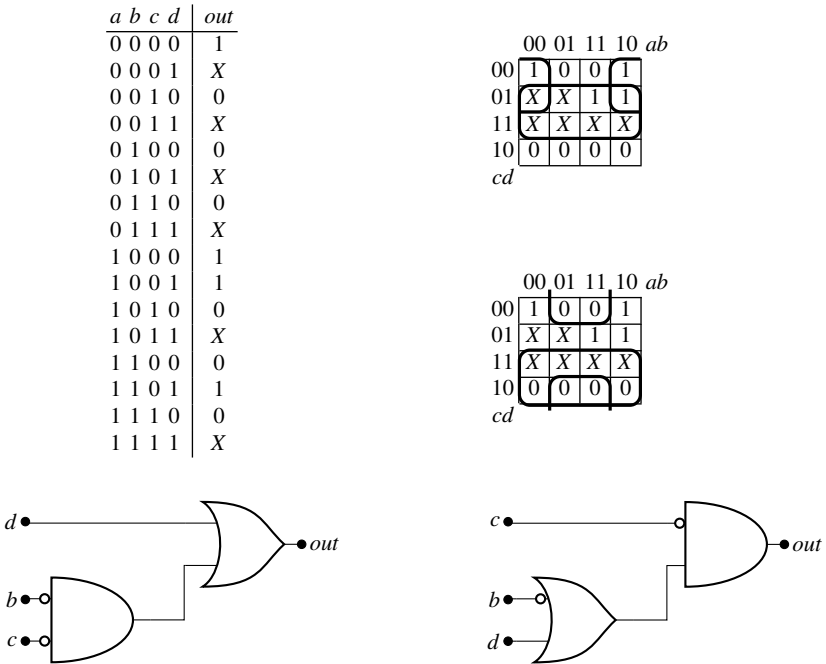 a b c d out
0 0 0 0 1
0 0 0 1 X
0 0 1 0 0
0 0 1 1 X
0 1 0 0 0
0 1 0 1 X
0 1 1 0 0
0 1 1 1 X
1 0 0 0 1
1 0 0 1 1
1 0 1 0 0
1 0 1 1 X
1 1 0 0 0
1 1 0 1 1
1 1 1 0 0
1 1 1 1 X
00 01 11 10 ab
00 1 0 0 1
01 X X 1 1
11 X X X X
10 0 0 0 0
cd
00 01 11 10 ab
00 1 0 0 1
01 X X 1 1
11 X X X X
10 0 0 0 0
cd
d
out
b
c
c
out
b
d